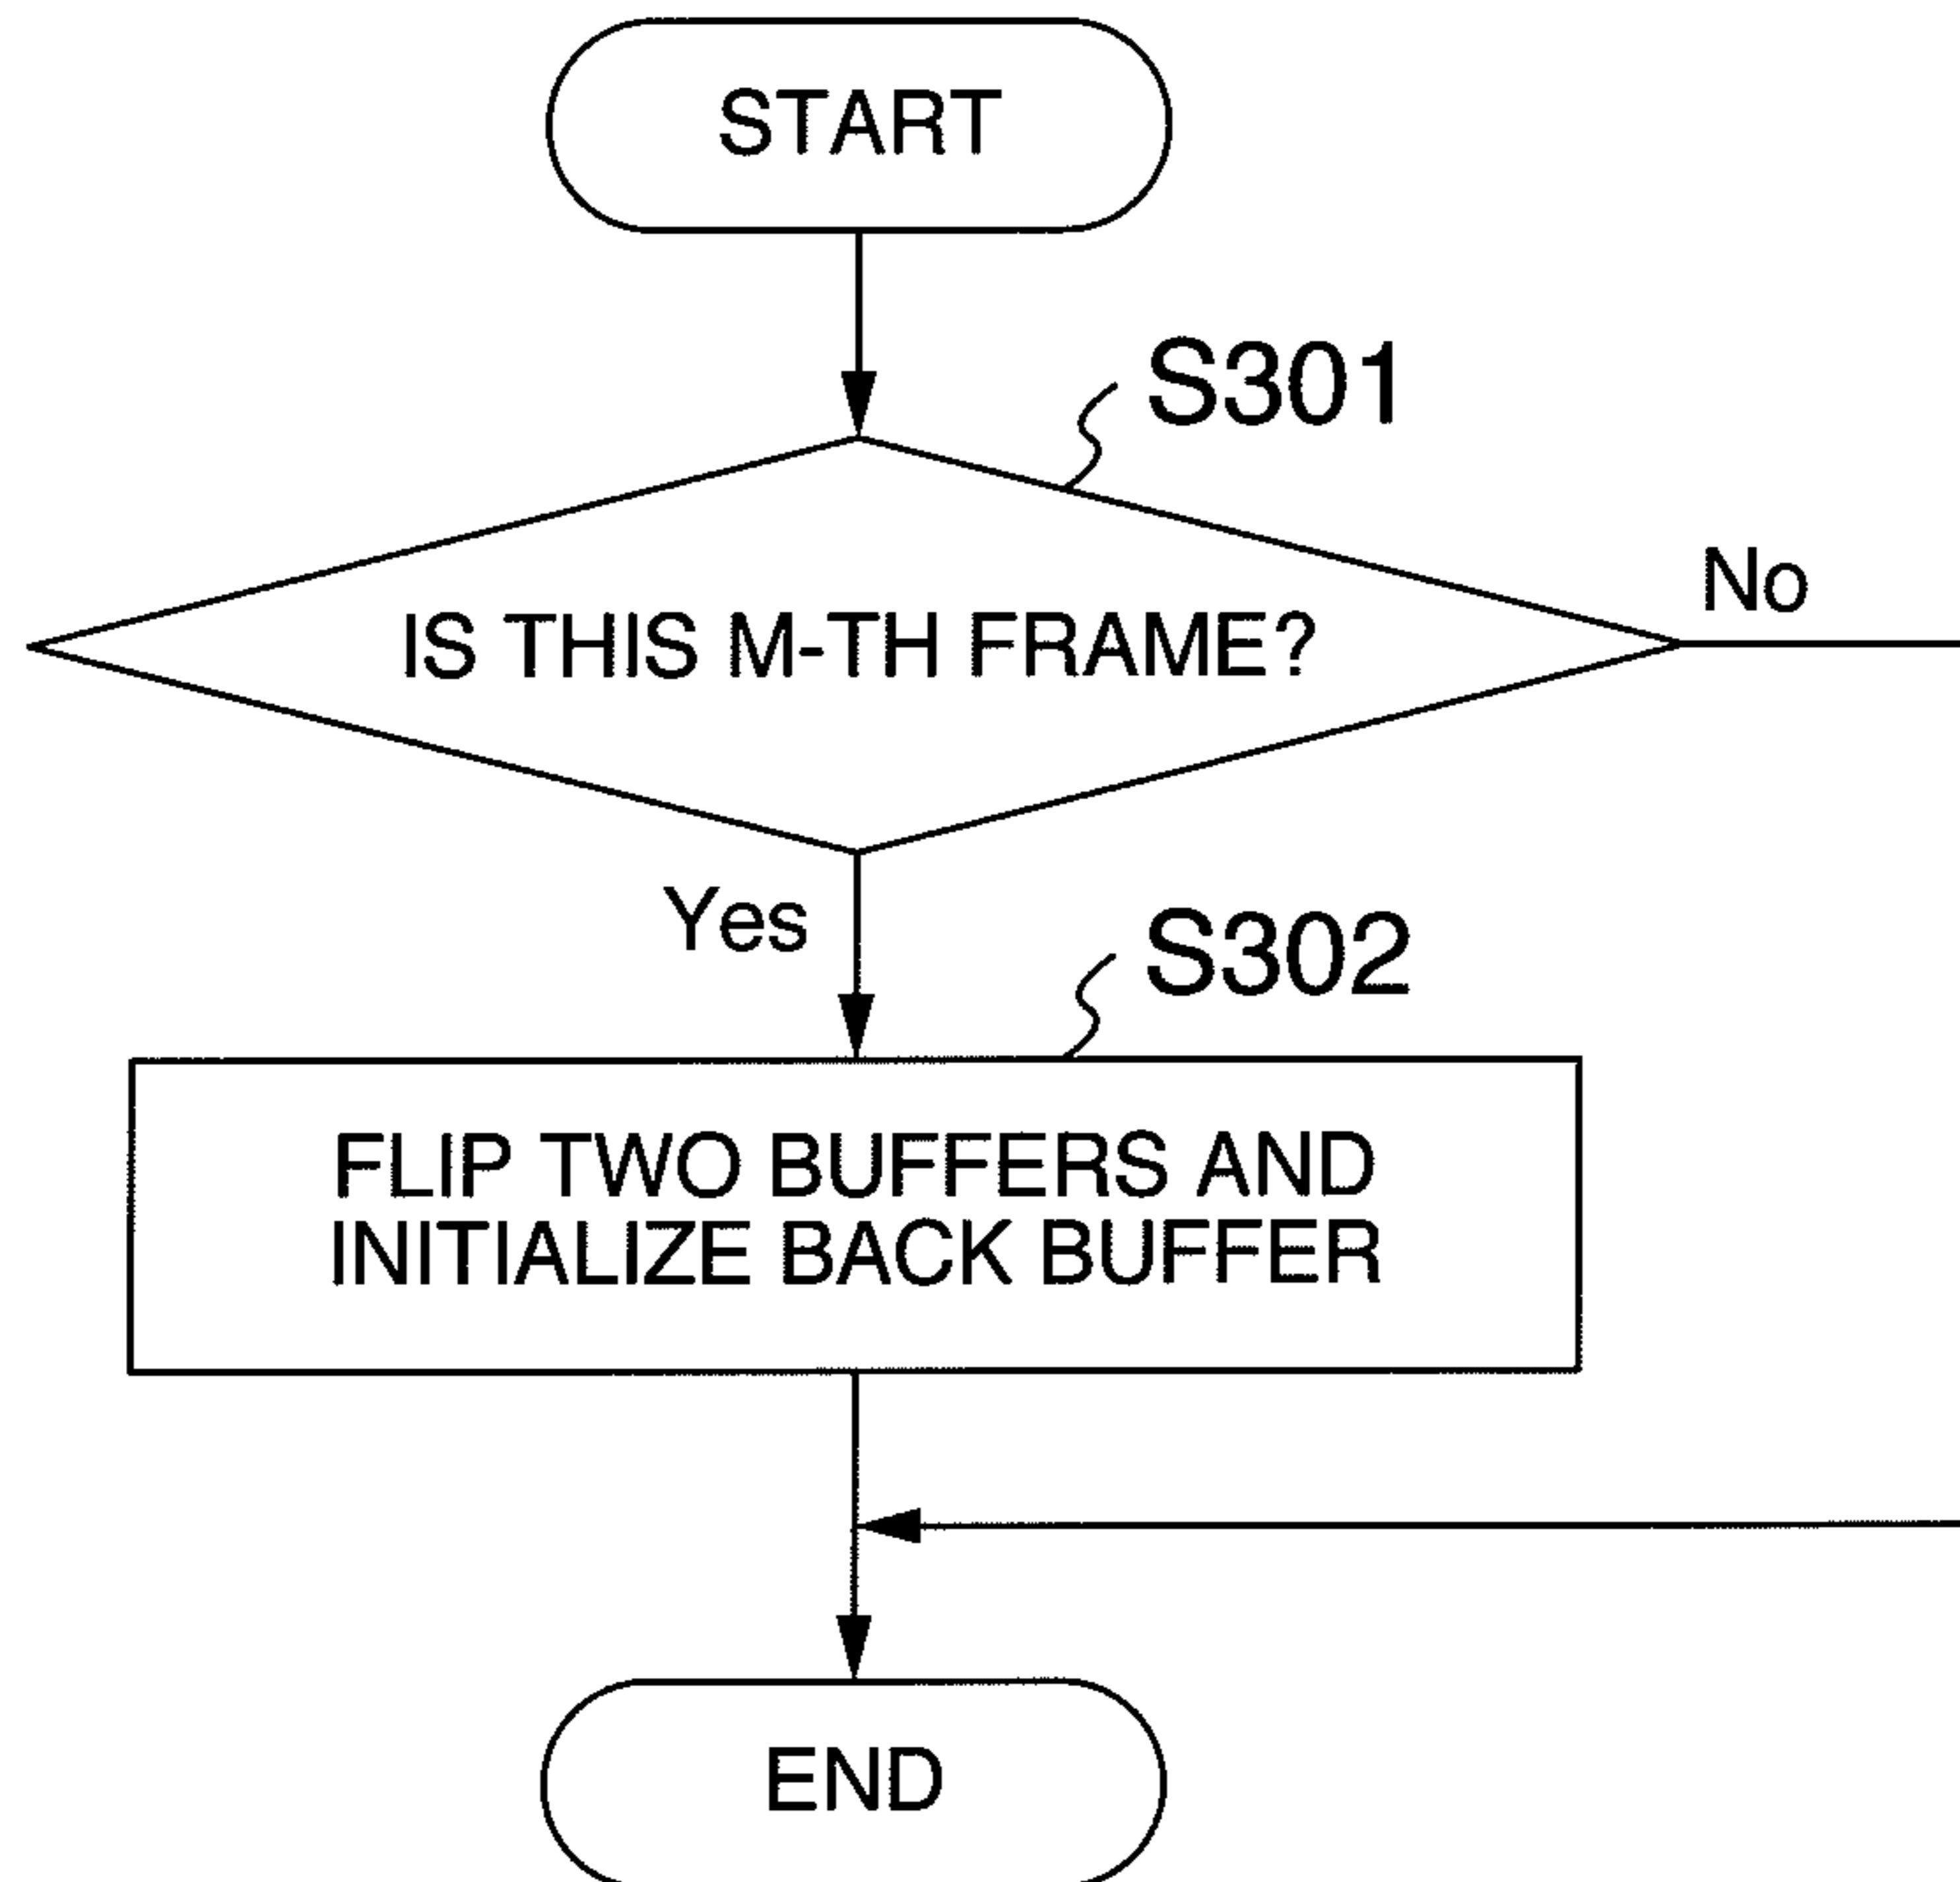 START
S301
IS THIS M-TH FRAME?
No
Yes
S302
FLIP TWO BUFFERS AND
INITIALIZE BACK BUFFER
END